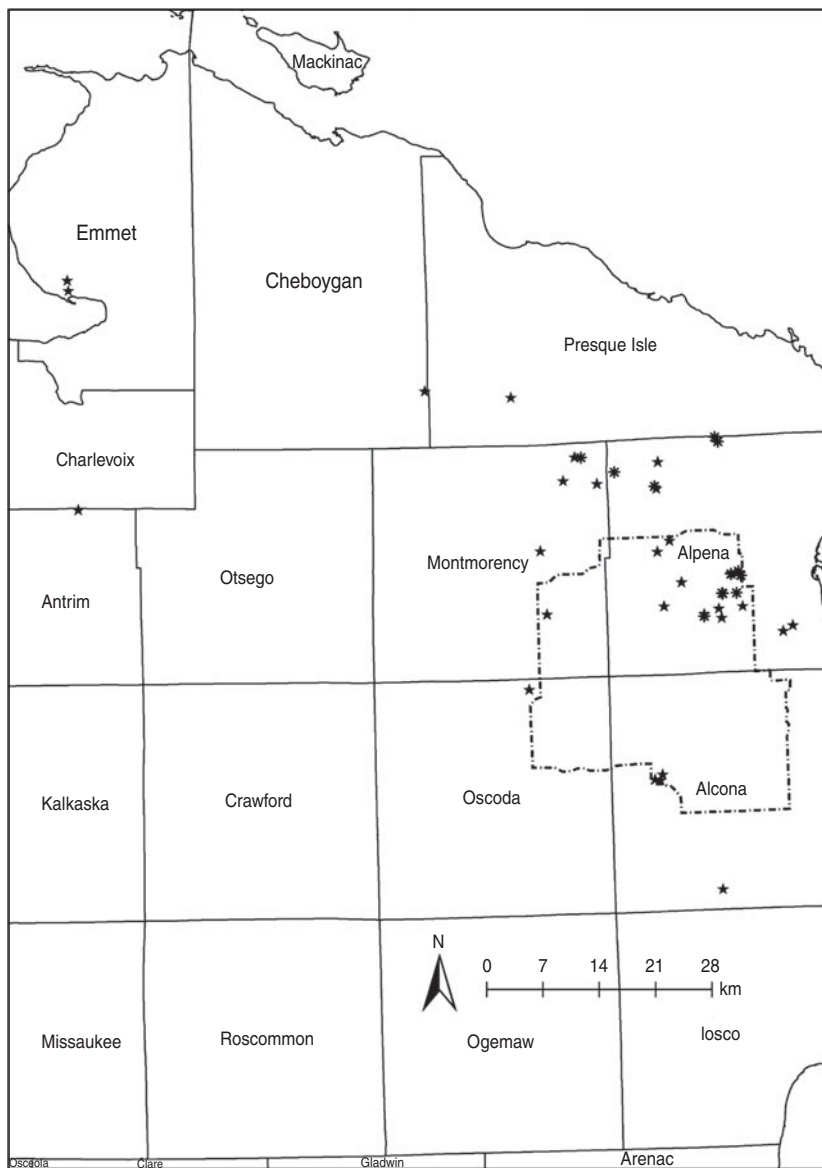 Mackinac
Emmet
Cheboygan
Presque Isle
Charlevoix
Alpena
Montmorency
Otsego
Antrim
Kalkaska
Crawford
Oscoda
Alcona
N
0 7 14 21 28
km
Missaukee
Roscommon
Ogemaw
Iosco
Osceola
Clare
Gladwin
Arenac